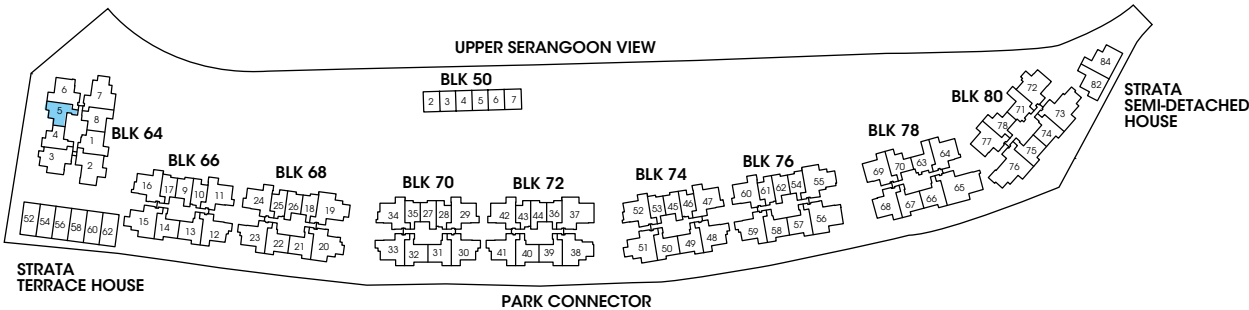 UPPER SERANGOON VIEW
BLK 50
2 3 4 5 6 7
BLK 64
6 7
5 8
4 1
3 2
BLK 66
16 17 9 10 11
15 14 13 12
BLK 68
24 25 26 18 19
23 22 21 20
BLK 70
34 35 27 28 29
33 32 31 30
BLK 72
42 43 44 36 37
41 40 39 38
BLK 74
52 53 45 46 47
51 50 49 48
BLK 76
60 61 62 54 55
59 58 57 56
BLK 78
69 70 63 64
68 67 66 65
BLK 80
72
71 73
78 74
77 75
76
84
82
STRATA
SEMI-DETACHED
HOUSE
52 54 56 58 60 62
STRATA
TERRACE HOUSE
PARK CONNECTOR